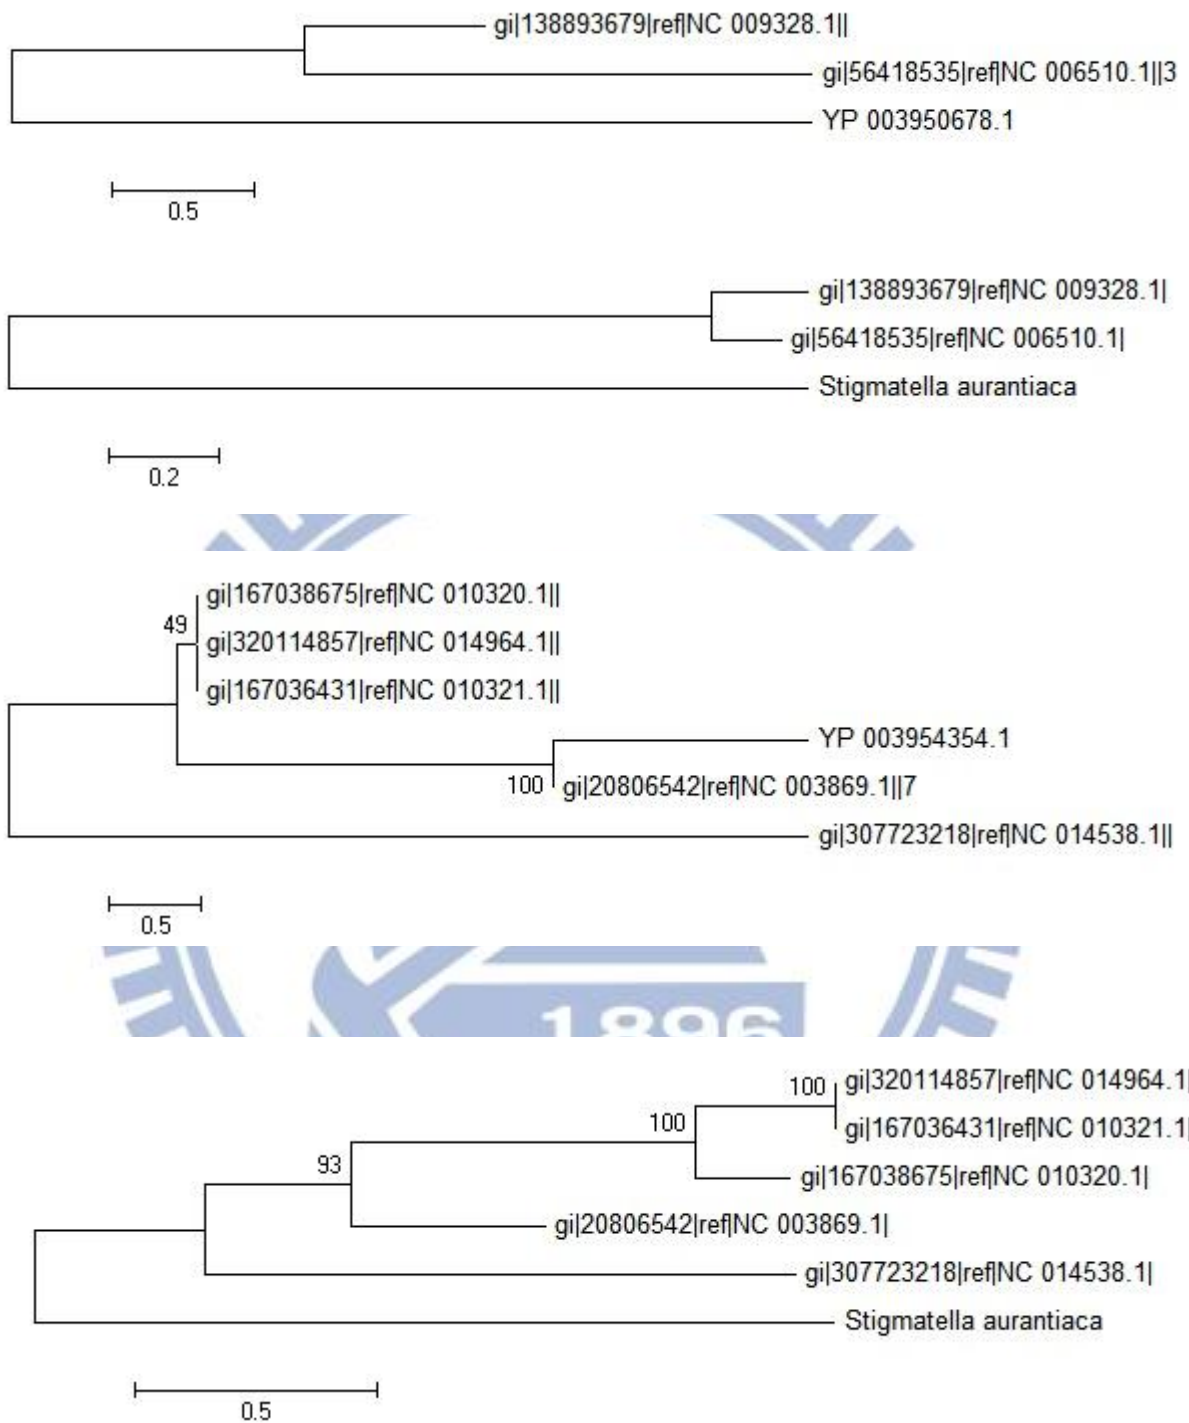 gi|138893679|ref|NC 009328.1||
gi|56418535|ref|NC 006510.1||3
YP 003950678.1
0.5
gi|138893679|ref|NC 009328.1|
gi|56418535|ref|NC 006510.1|
Stigmatella aurantiaca
0.2
gi|167038675|ref|NC 010320.1||
49
gi|320114857|ref|NC 014964.1||
gi|167036431|ref|NC 010321.1||
YP 003954354.1
100 gi|20806542|ref|NC 003869.1||7
gi|307723218|ref|NC 014538.1||
0.5
1896
100 gi|320114857|ref|NC 014964.1|
100 gi|167036431|ref|NC 010321.1|
93 gi|167038675|ref|NC 010320.1|
gi|20806542|ref|NC 003869.1|
gi|307723218|ref|NC 014538.1|
Stigmatella aurantiaca
0.5